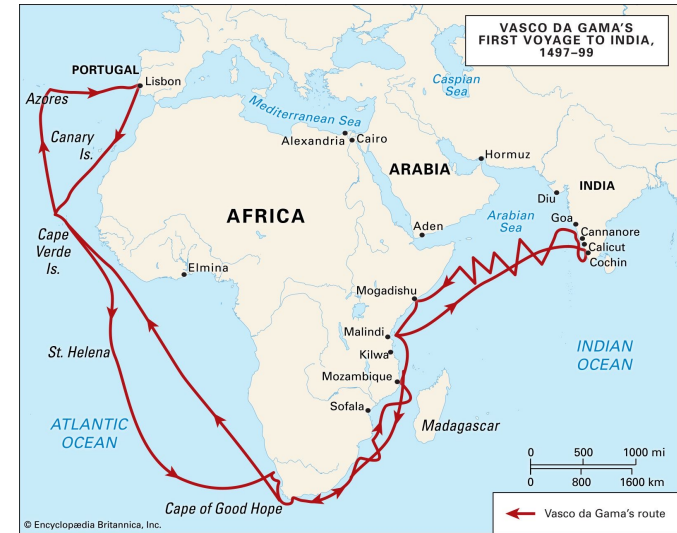 VASCO DA GAMA'S
FIRST VOYAGE TO INDIA,
1497–99
PORTUGAL
Lisbon
Azores
Caspian
Sea
Mediterranean Sea
Canary
Is.
Alexandria
Cairo
Hormuz
ARABIA
INDIA
Diu
AFRICA
Arabian
Sea
Goa
Aden
Cannanore
Calicut
Cochin
Cape
Verde
Is.
Elmina
Mogadishu
Malindi
St. Helena
Kilwa
INDIAN
OCEAN
Mozambique
Sofala
Madagascar
ATLANTIC
OCEAN
0 500 1000 mi
0 800 1600 km
Cape of Good Hope
Vasco da Gama's route
© Encyclopædia Britannica, Inc.